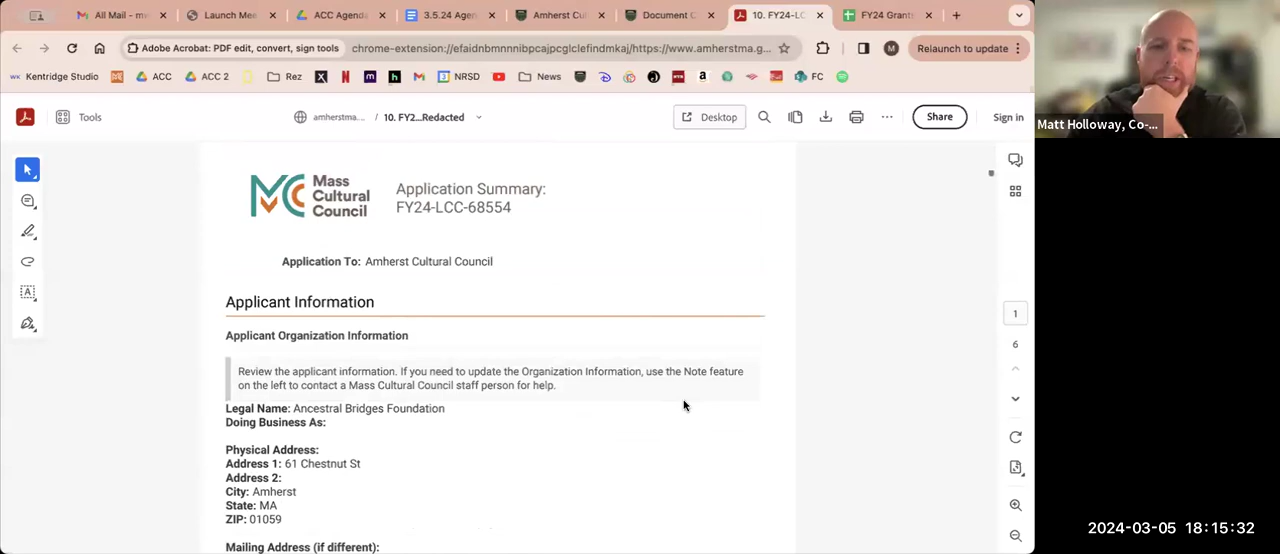 All Mail - mw
Launch Mee
ACC Agenda
3.5.24 Agen
Amherst Cul
Document C
10. FY24-LC
FY24 Grants
Adobe Acrobat: PDF edit, convert, sign tools
chrome-extension://efaidnbmnnnibpcajpcglclefindmkaj/https://www.amherstma.g...
M
Relaunch to update
Kentridge Studio
ACC
ACC 2
Rez
NRSD
News
FC
Tools
amherstma...
/ 10. FY2...Redacted
Desktop
Share
Sign in
Mass
Cultural
Council
Application Summary:
FY24-LCC-68554
Application To: Amherst Cultural Council
Applicant Information
Applicant Organization Information
Review the applicant information. If you need to update the Organization Information, use the Note feature
on the left to contact a Mass Cultural Council staff person for help.
Legal Name: Ancestral Bridges Foundation
Doing Business As:
Physical Address:
Address 1: 61 Chestnut St
Address 2:
City: Amherst
State: MA
ZIP: 01059
Mailing Address (if different):
1
6
Matt Holloway, Co-...
2024-03-05 18:15:32